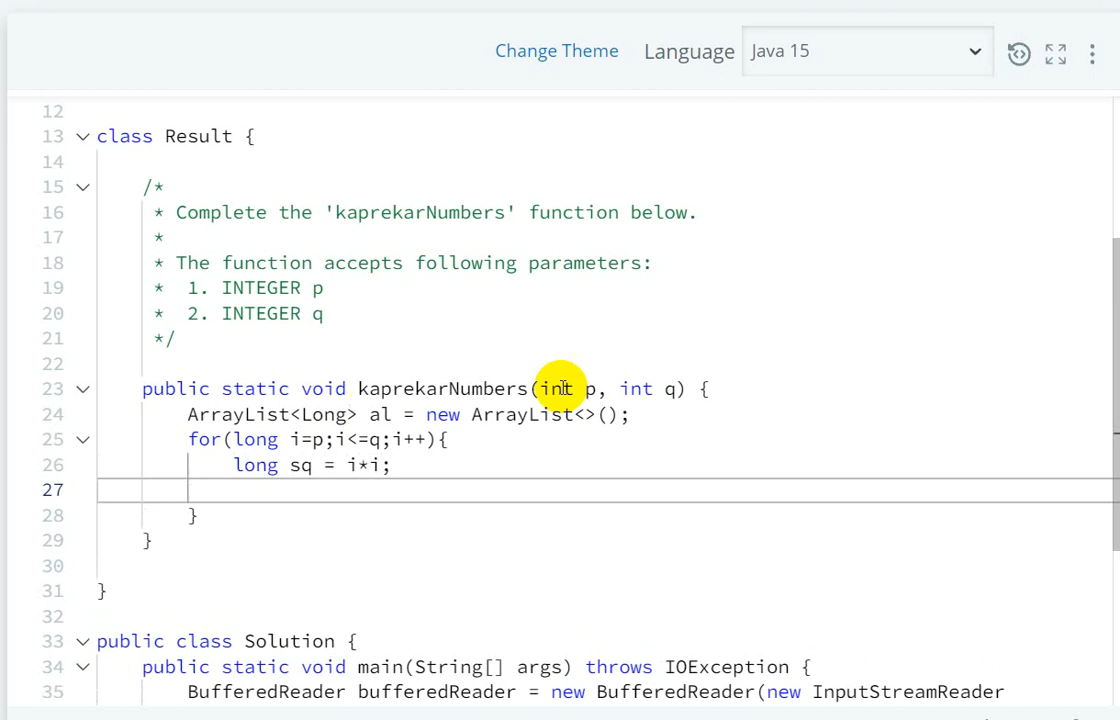 Change Theme Language Java 15
12
13 class Result {
14
15 /*
16 * Complete the 'kaprekarNumbers' function below.
17 *
18 * The function accepts following parameters:
19 * 1. INTEGER p
20 * 2. INTEGER q
21 */
22
23 public static void kaprekarNumbers(int p, int q) {
24 ArrayList<Long> al = new ArrayList<>();
25 for(long i=p;i<=q;i++){
26 long sq = i*i;
27
28 }
29 }
30
31 }
32
33 public class Solution {
34 public static void main(String[] args) throws IOException {
35 BufferedReader bufferedReader = new BufferedReader(new InputStreamReader